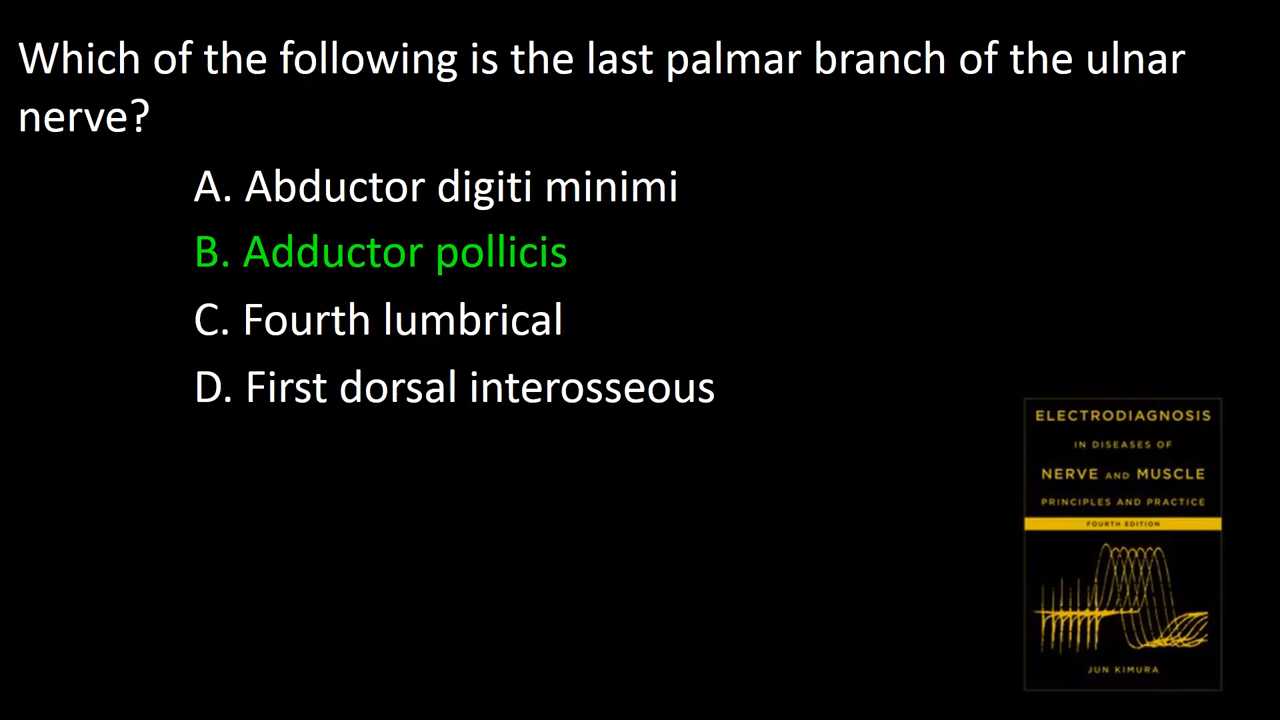 Which of the following is the last palmar branch of the ulnar
nerve?
A. Abductor digiti minimi
B. Adductor pollicis
C. Fourth lumbrical
D. First dorsal interosseous
ELECTRODIAGNOSIS
IN DISEASES OF
NERVE AND MUSCLE
PRINCIPLES AND PRACTICE
FOURTH EDITION
JUN KIMURA